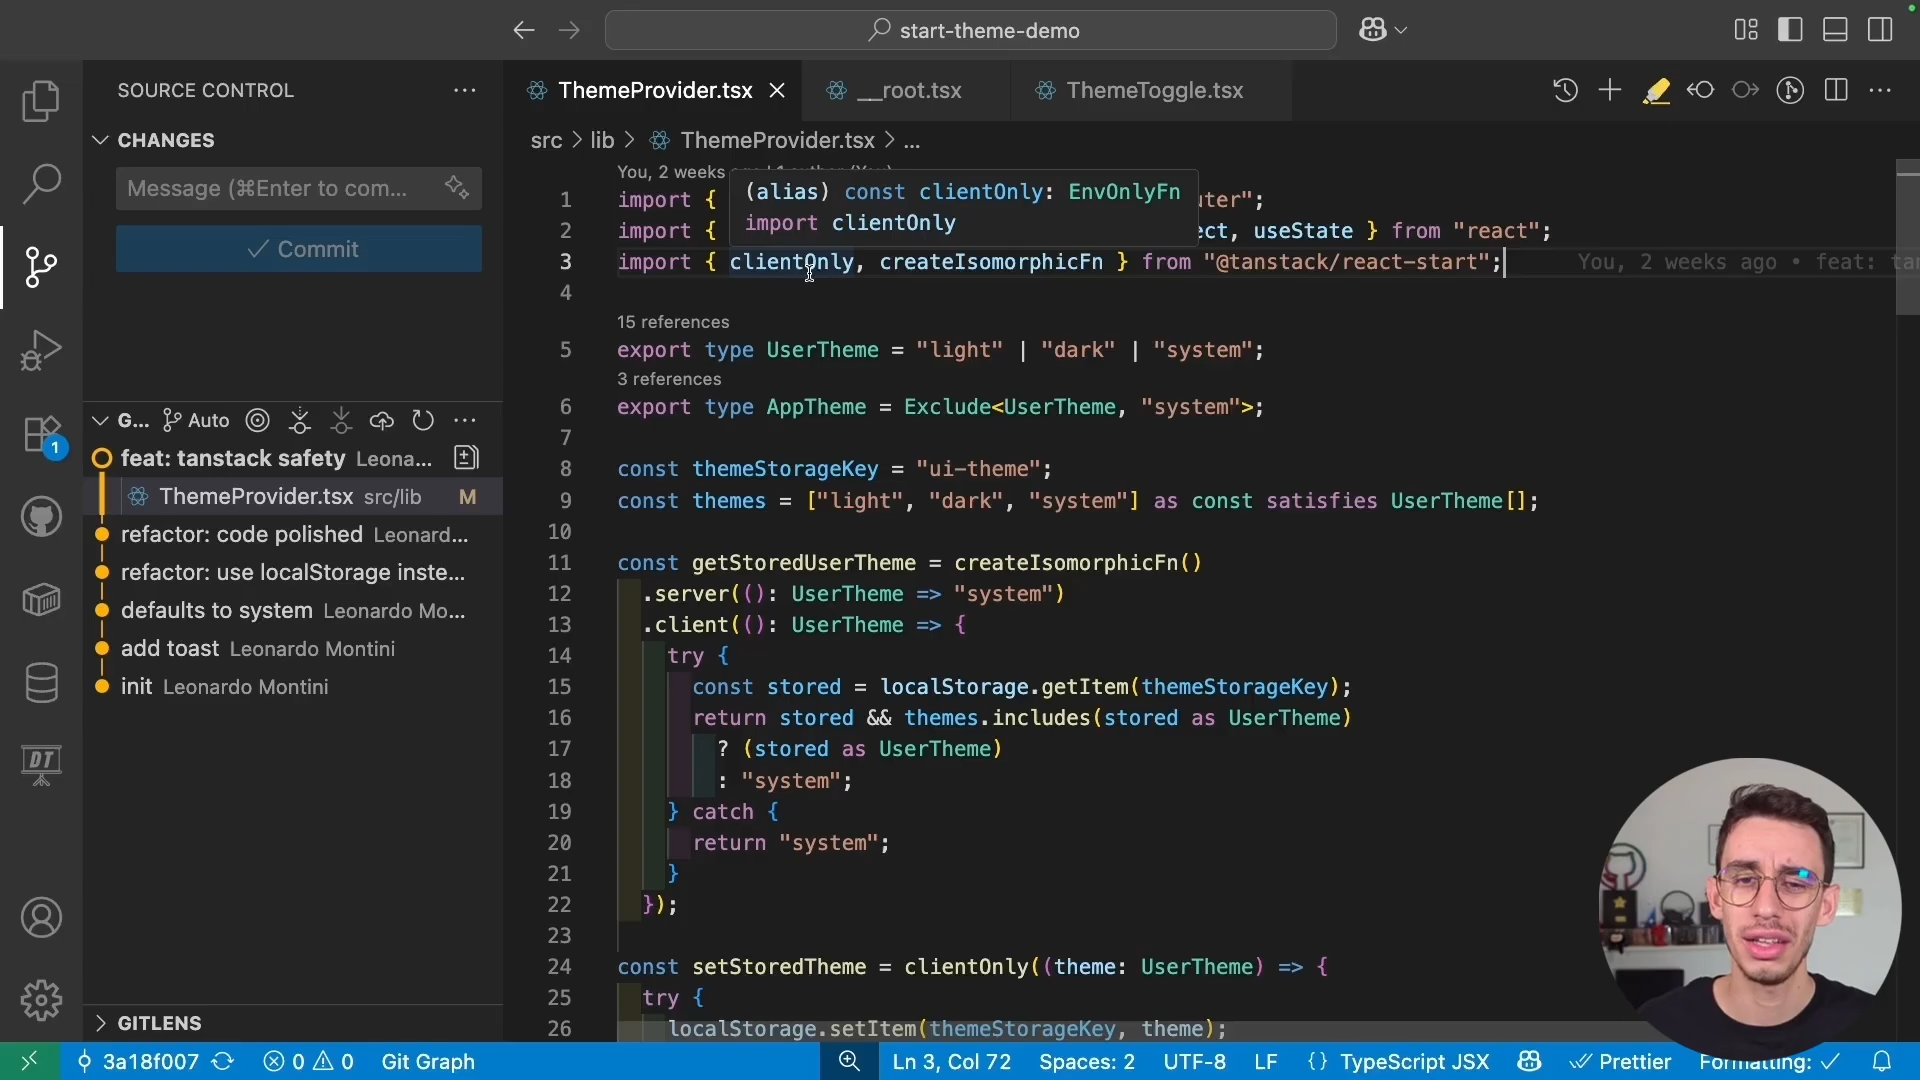 start-theme-demo
SOURCE CONTROL
CHANGES
Message (⌘Enter to com...
Commit
G...
Auto
feat: tanstack safety Leona...
ThemeProvider.tsx src/lib M
refactor: code polished Leonard...
refactor: use localStorage inste...
defaults to system Leonardo Mo...
add toast Leonardo Montini
init Leonardo Montini
GITLENS
1
DT
ThemeProvider.tsx
__root.tsx
ThemeToggle.tsx
src > lib > ThemeProvider.tsx > ...
You, 2 weeks
(alias) const clientOnly: EnvOnlyFn
import clientOnly
1 import { uter";
2 import { ect, useState } from "react";
3 import { clientOnly, createIsomorphicFn } from "@tanstack/react-start"; You, 2 weeks ago • feat: tan
4
15 references
5 export type UserTheme = "light" | "dark" | "system";
3 references
6 export type AppTheme = Exclude<UserTheme, "system">;
7
8 const themeStorageKey = "ui-theme";
9 const themes = ["light", "dark", "system"] as const satisfies UserTheme[];
10
11 const getStoredUserTheme = createIsomorphicFn()
12 .server((): UserTheme => "system")
13 .client((): UserTheme => {
14 try {
15 const stored = localStorage.getItem(themeStorageKey);
16 return stored && themes.includes(stored as UserTheme)
17 ? (stored as UserTheme)
18 : "system";
19 } catch {
20 return "system";
21 }
22 });
23
24 const setStoredTheme = clientOnly((theme: UserTheme) => {
25 try {
26 localStorage.setItem(themeStorageKey, theme);
3a18f007
0
0
Git Graph
Ln 3, Col 72
Spaces: 2
UTF-8
LF
{} TypeScript JSX
Prettier
Formatting: